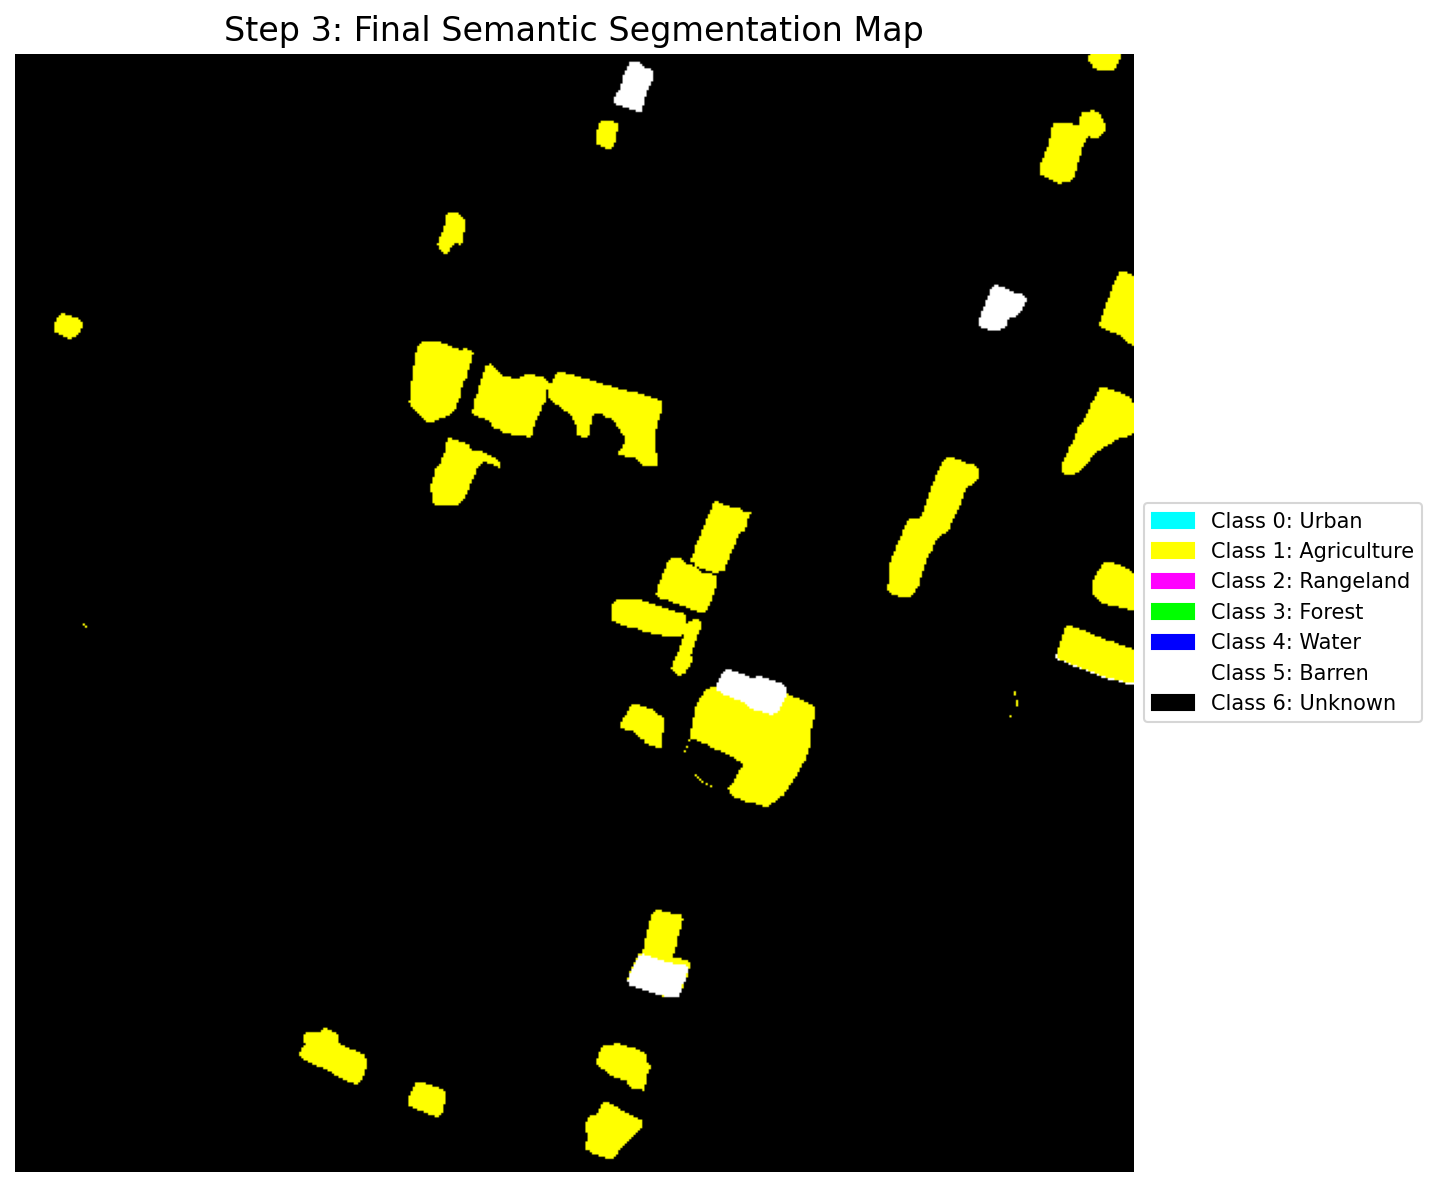 Step 3: Final Semantic Segmentation Map
Class 0: Urban
Class 1: Agriculture
Class 2: Rangeland
Class 3: Forest
Class 4: Water
Class 5: Barren
Class 6: Unknown